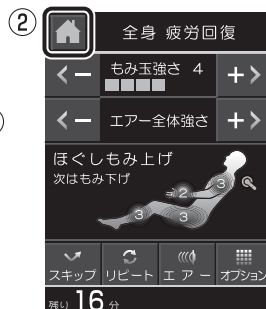 ②
全身 疲労回復
< − もみ玉強さ 4 + >
< − エアー全体強さ + >
ほぐしもみ上げ
次はもみ下げ
2 3
3 3
スキップ リピート エアー オプション
残り 16 分